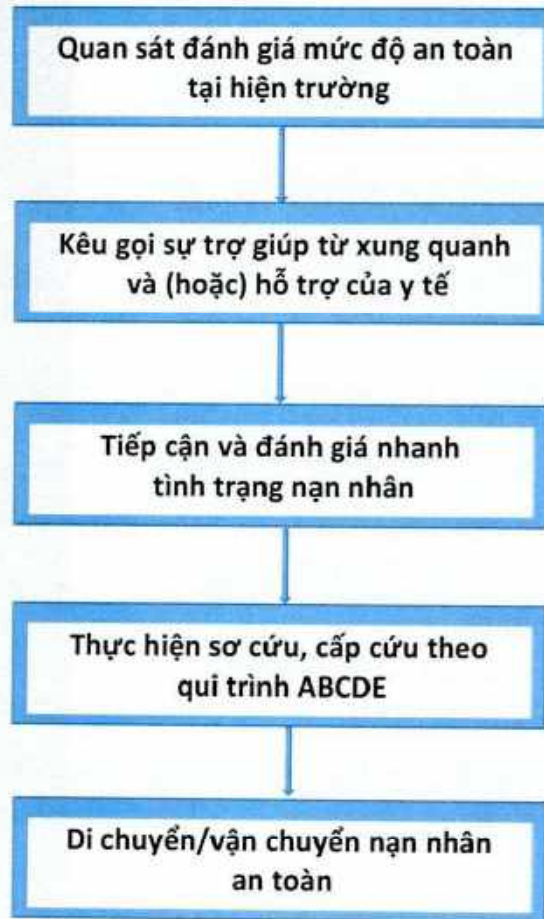 Quan sát đánh giá mức độ an toàn
tại hiện trường
Kêu gọi sự trợ giúp từ xung quanh
và (hoặc) hỗ trợ của y tế
Tiếp cận và đánh giá nhanh
tình trạng nạn nhân
Thực hiện sơ cứu, cấp cứu theo
qui trình ABCDE
Di chuyển/vận chuyển nạn nhân
an toàn